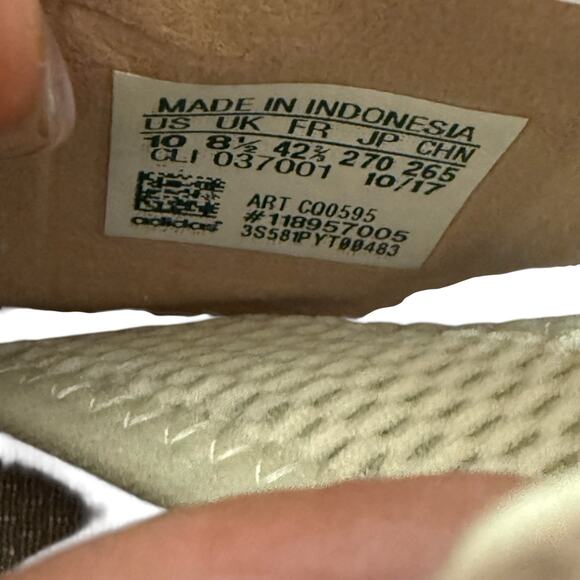 MADE IN INDONESIA
US UK FR JP CHN
10 8½ 42⅔ 270 265
CLI 037001 10/17
ART CQ0595
#118957005
adidas 3S581PYT00483